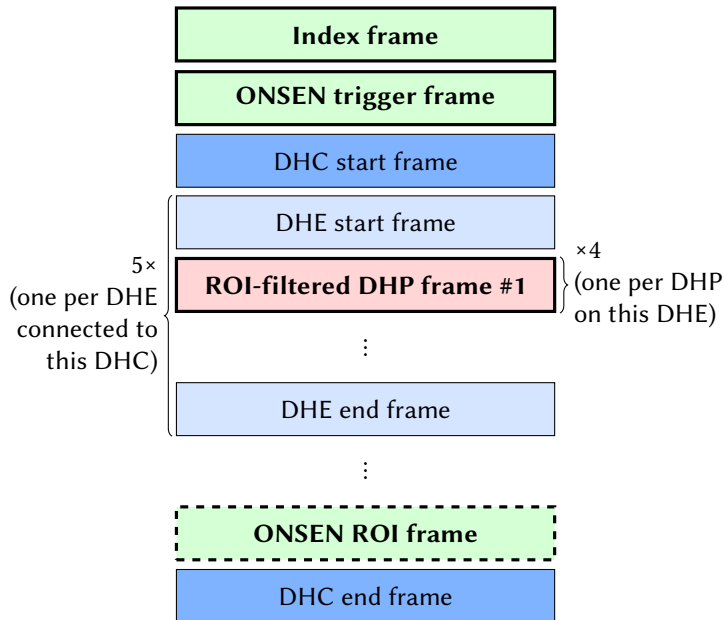 Index frame
ONSEN trigger frame
DHC start frame
DHE start frame
5×
(one per DHE
connected to
this DHC)
ROI-filtered DHP frame #1
×4
(one per DHP
on this DHE)
⋮
DHE end frame
⋮
ONSEN ROI frame
DHC end frame